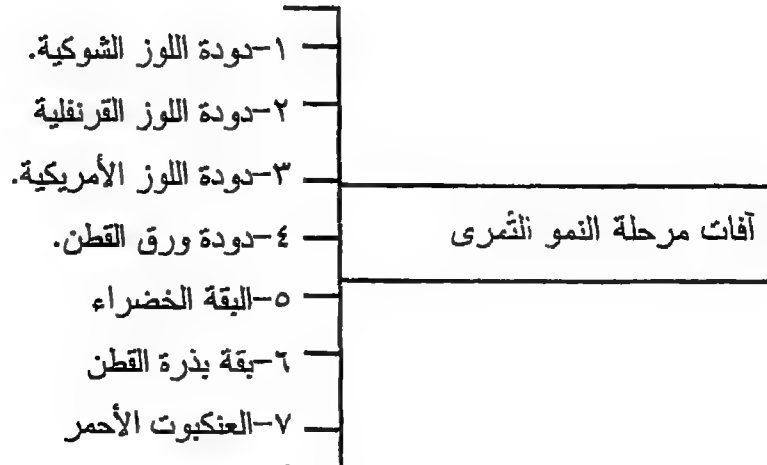 آفات مرحلة النمو الثمرى
١-دودة اللوز الشوكية.
٢-دودة اللوز القرنفلية
٣-دودة اللوز الأمريكية.
٤-دودة ورق القطن.
٥-البقة الخضراء
٦-بقة بذرة القطن
٧-العنكبوت الأحمر